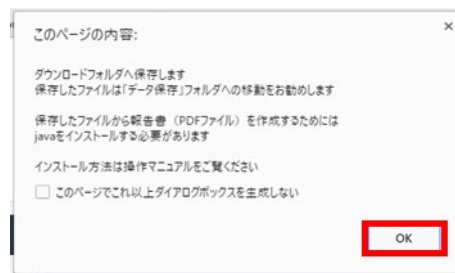 このページの内容:
ダウンロードフォルダへ保存します
保存したファイルは「データ保存」フォルダへの移動をお勧めします
保存したファイルから報告書（PDFファイル）を作成するためには
javaをインストールする必要があります
インストール方法は操作マニュアルをご覧ください
このページでこれ以上ダイアログボックスを生成しない
OK